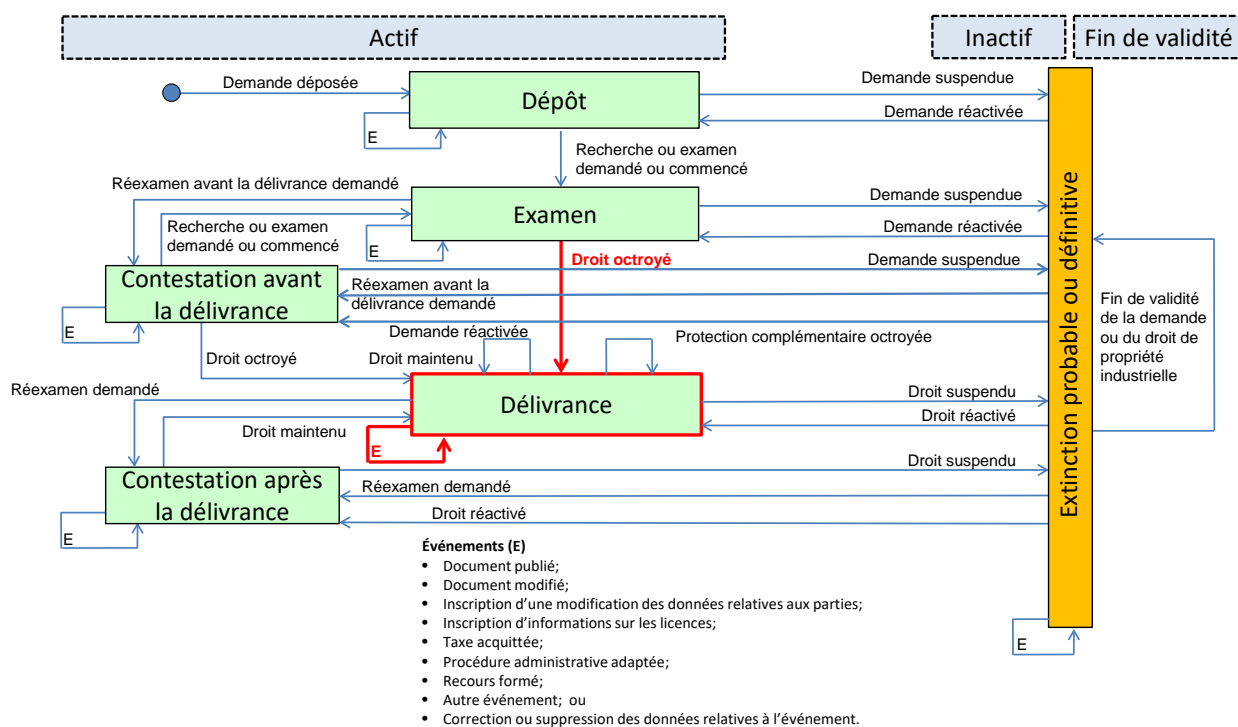 Actif
Inactif
Fin de validité
Demande déposée
Dépôt
Demande suspendue
Demande réactivée
E
Recherche ou examen
demandé ou commencé
Réexamen avant la délivrance demandé
Examen
Demande suspendue
Demande réactivée
Recherche ou examen
demandé ou commencé
E
Droit octroyé
Contestation avant
la délivrance
Demande suspendue
Réexamen avant la
délivrance demandé
E
Demande réactivée
Protection complémentaire octroyée
Droit octroyé
Droit maintenu
Réexamen demandé
Délivrance
Droit suspendu
Droit réactivé
Droit maintenu
E
Contestation après
la délivrance
Droit suspendu
Réexamen demandé
Droit réactivé
E
Extinction probable ou définitive
Fin de validité
de la demande
ou du droit de
propriété
industrielle
E
Événements (E)
• Document publié;
• Document modifié;
• Inscription d’une modification des données relatives aux parties;
• Inscription d’informations sur les licences;
• Taxe acquittée;
• Procédure administrative adaptée;
• Recours formé;
• Autre événement; ou
• Correction ou suppression des données relatives à l’événement.